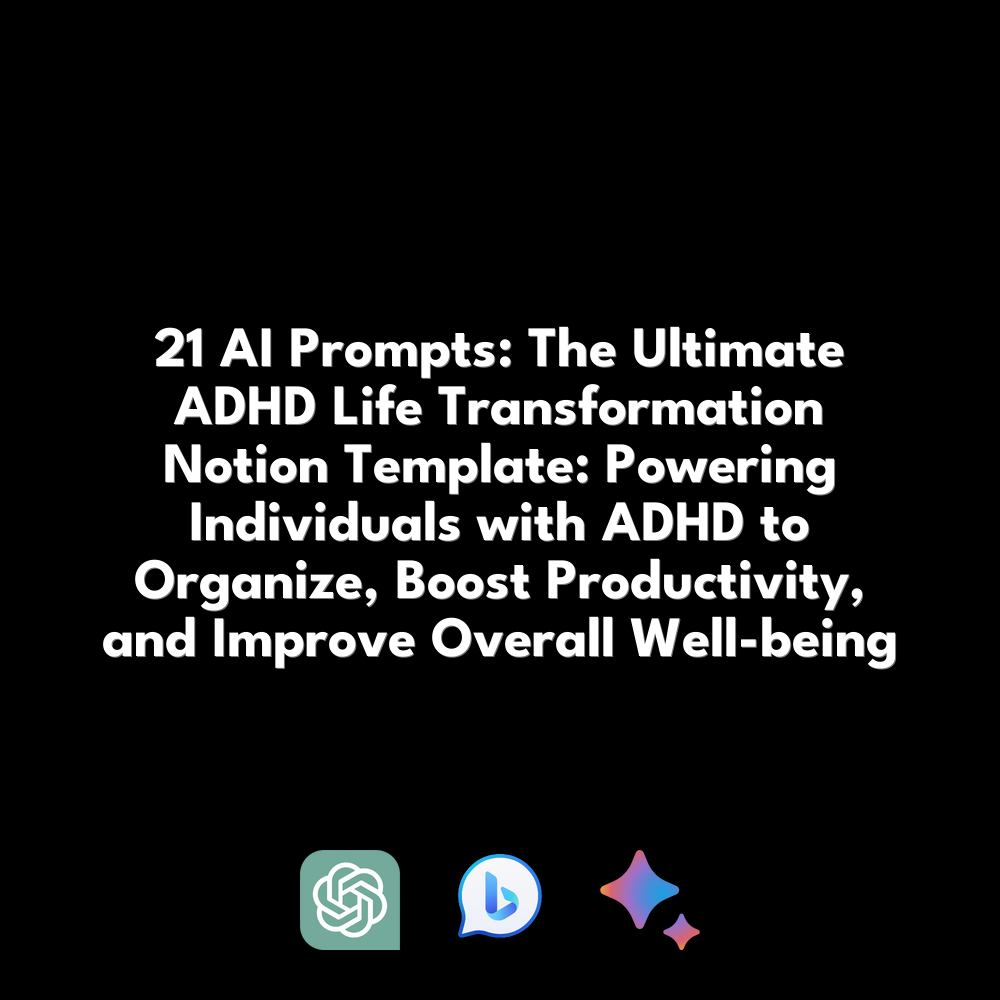 21 AI Prompts: The Ultimate
ADHD Life Transformation
Notion Template: Powering
Individuals with ADHD to
Organize, Boost Productivity,
and Improve Overall Well-being